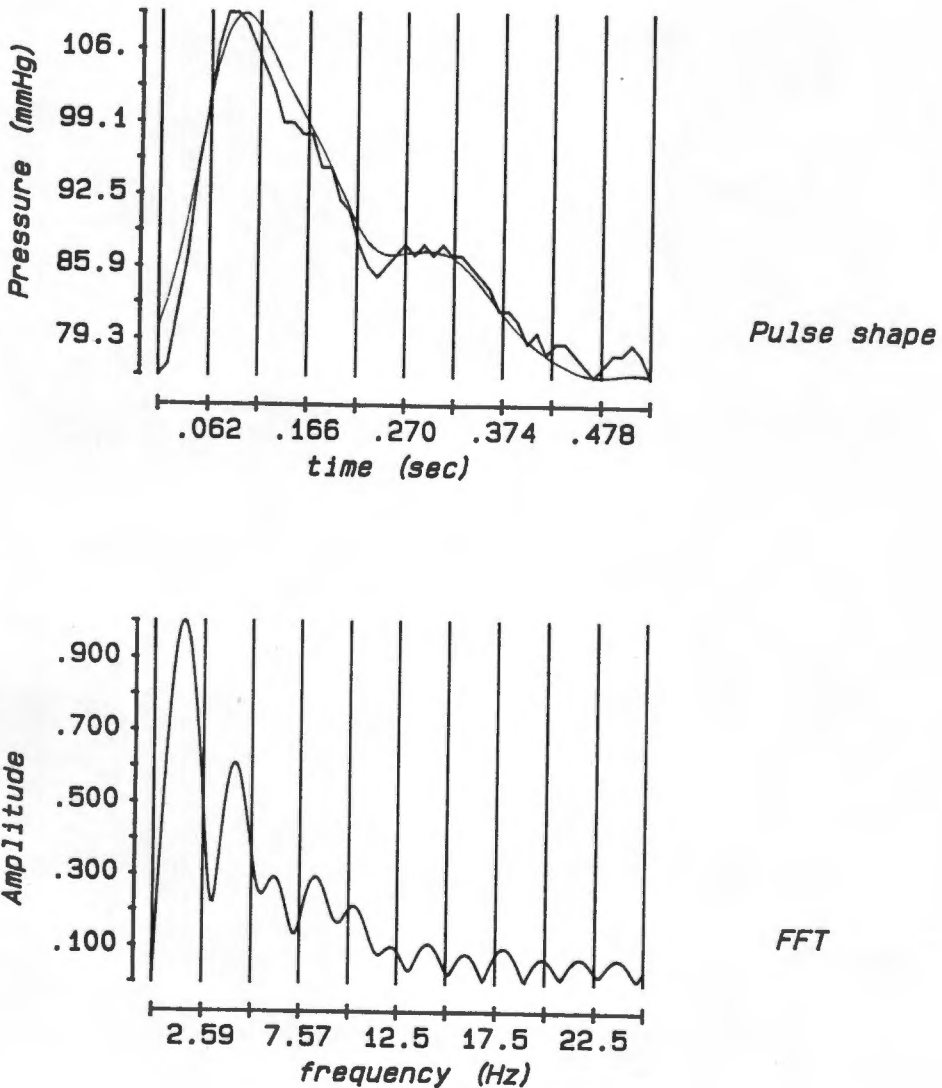 Pressure (mmHg)
106.
99.1
92.5
85.9
79.3
Pulse shape
.062 .166 .270 .374 .478
time (sec)
Amplitude
.900
.700
.500
.300
.100
FFT
2.59 7.57 12.5 17.5 22.5
frequency (Hz)